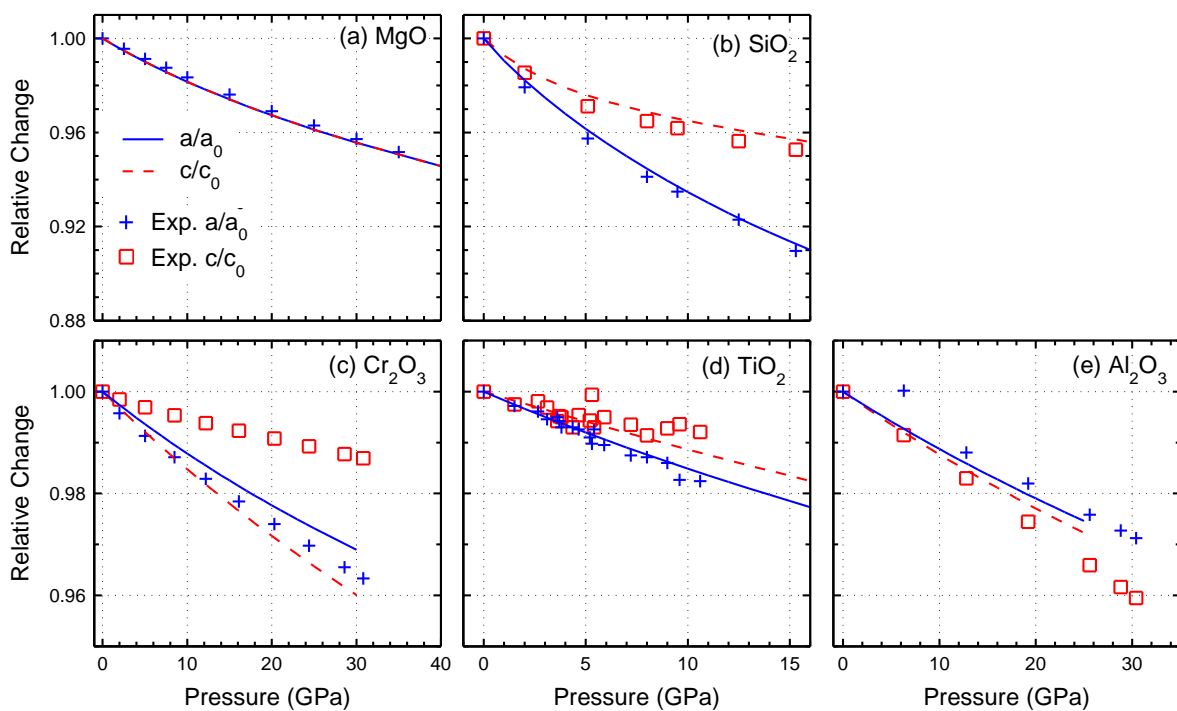 (a) MgO
(b) SiO2
1.00
0.96
0.92
0.88
Relative Change
a/a0
c/c0
Exp. a/a0-
Exp. c/c0
(c) Cr2O3
(d) TiO2
(e) Al2O3
1.00
0.98
0.96
Relative Change
0 10 20 30 40
0 5 10 15
0 10 20 30
Pressure (GPa)
Pressure (GPa)
Pressure (GPa)